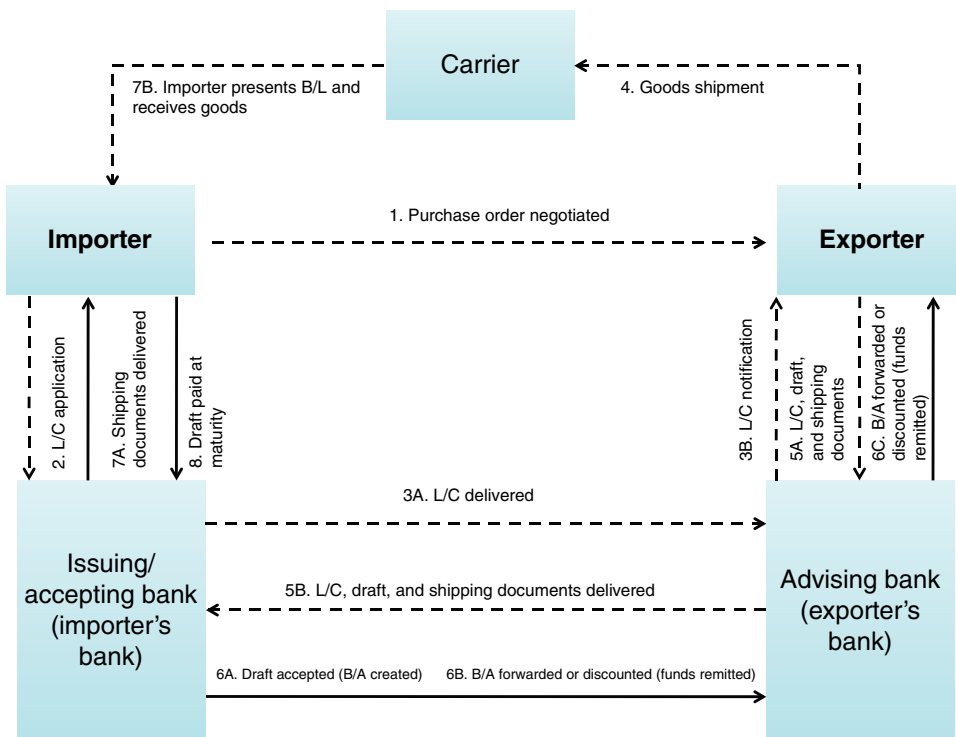 Carrier
7B. Importer presents B/L and
receives goods
4. Goods shipment
Importer
1. Purchase order negotiated
Exporter
2. L/C application
7A. Shipping
documents delivered
8. Draft paid at
maturity
3B. L/C notification
5A. L/C, draft,
and shipping
documents
6C. B/A forwarded or
discounted (funds
remitted)
3A. L/C delivered
Issuing/
accepting bank
(importer’s
bank)
5B. L/C, draft, and shipping documents delivered
Advising bank
(exporter’s
bank)
6A. Draft accepted (B/A created)
6B. B/A forwarded or discounted (funds remitted)